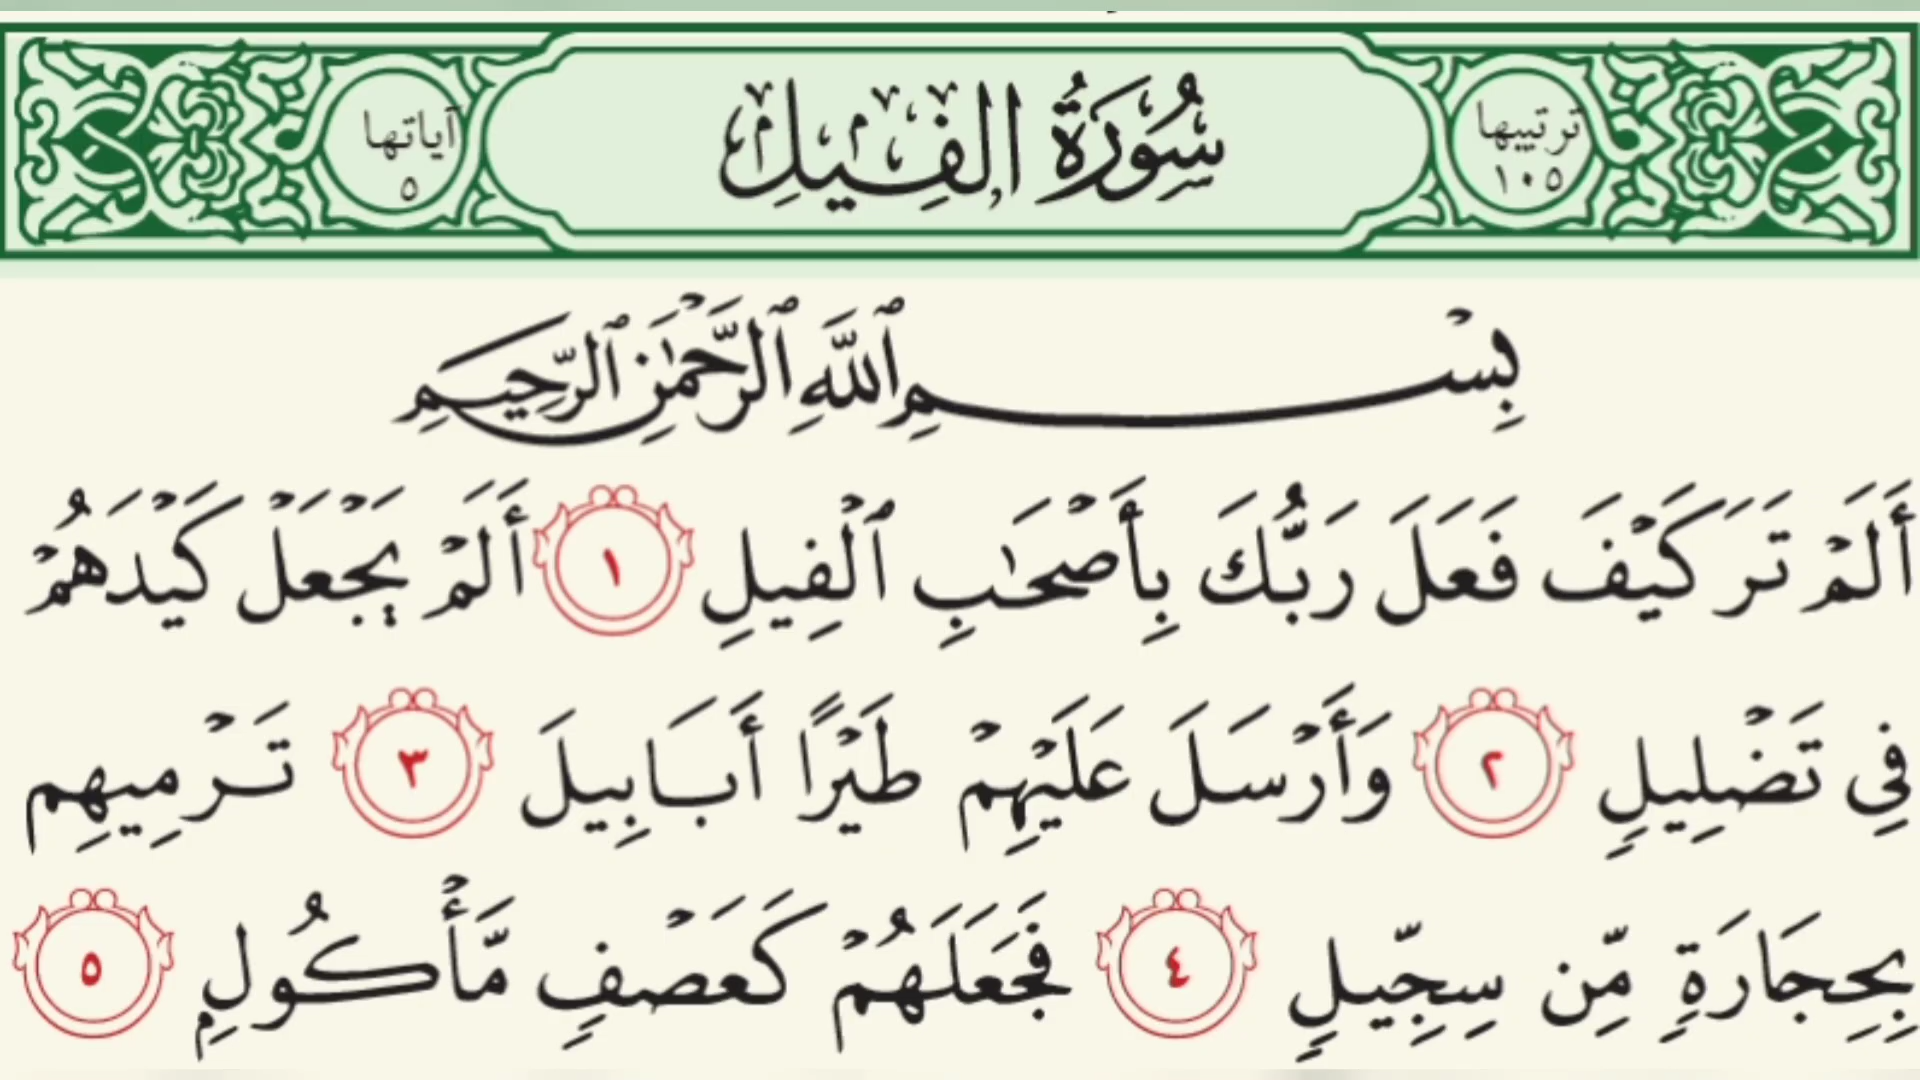 ترتيبها
١٠٥
سُورَةُ الفِيلِ
آياتها
٥
بِسْمِ ٱللَّهِ ٱلرَّحْمَٰنِ ٱلرَّحِيمِ
أَلَمْ تَرَ كَيْفَ فَعَلَ رَبُّكَ بِأَصْحَٰبِ ٱلْفِيلِ ١ أَلَمْ يَجْعَلْ كَيْدَهُمْ
فِي تَضْلِيلٍ ٢ وَأَرْسَلَ عَلَيْهِمْ طَيْرًا أَبَابِيلَ ٣ تَرْمِيهِم
بِحِجَارَةٍ مِّن سِجِّيلٍ ٤ فَجَعَلَهُمْ كَعَصْفٍ مَّأْكُولٍ ٥